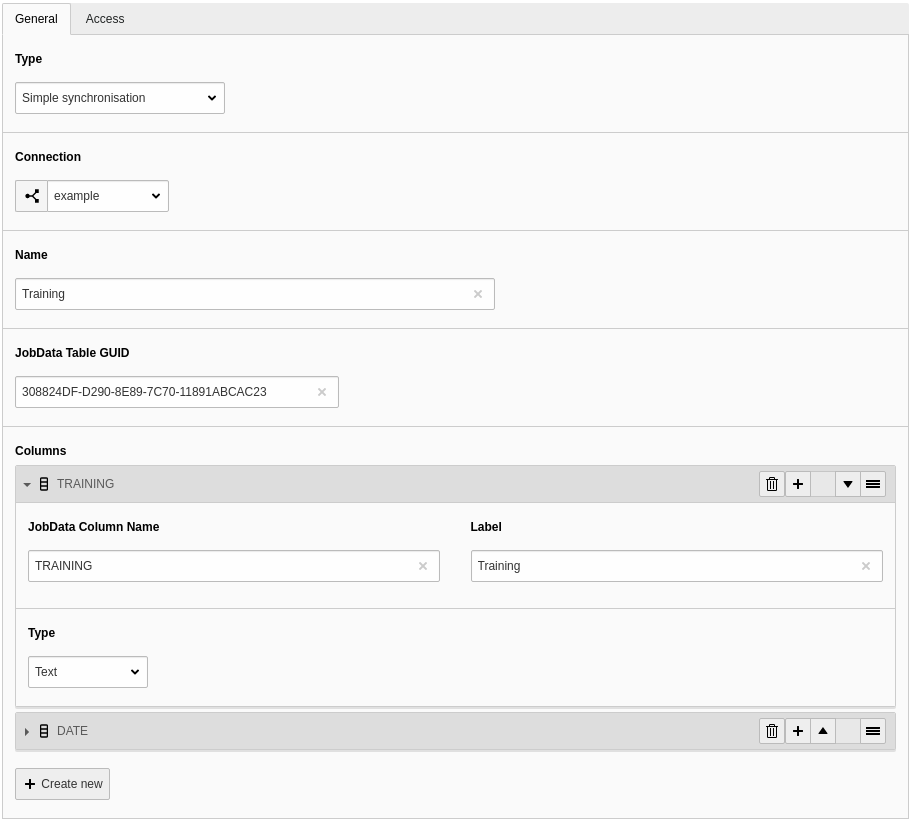 General Access
Type
Simple synchronisation
Connection
example
Name
Training
JobData Table GUID
308824DF-D290-8E89-7C70-11891ABCAC23
Columns
TRAINING
JobData Column Name Label
TRAINING Training
Type
Text
DATE
Create new